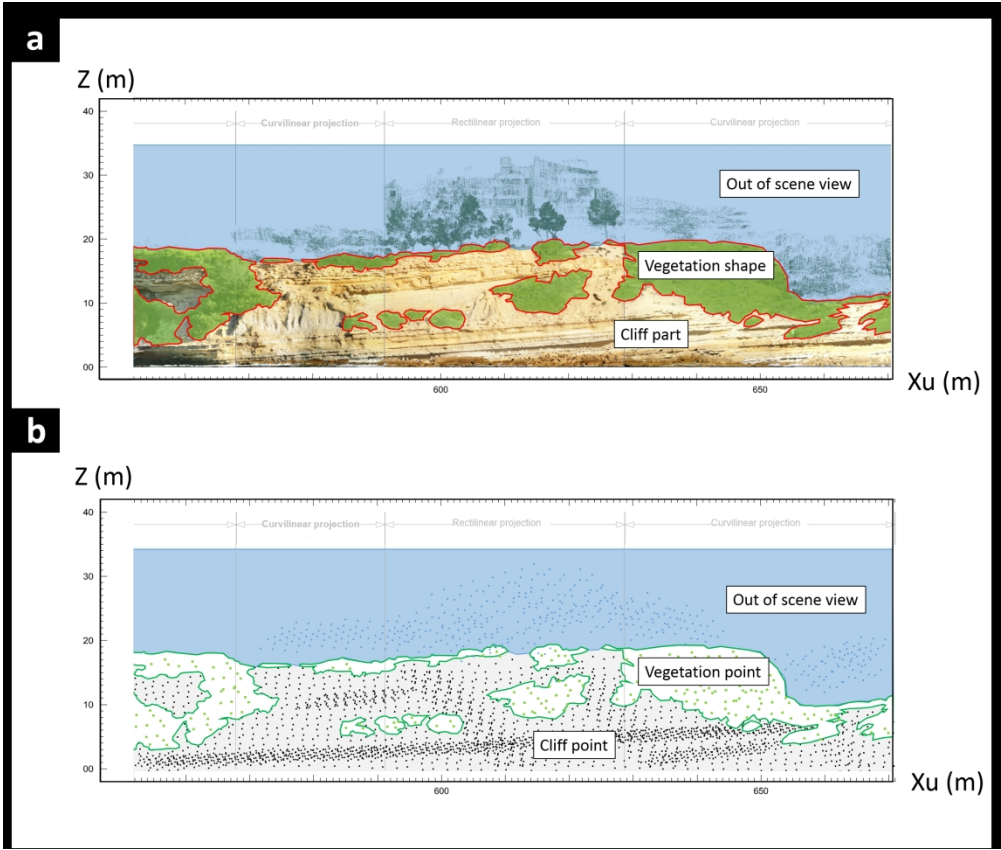 a
Z (m)
40
Curvilinear projection
Rectilinear projection
Curvilinear projection
30
Out of scene view
20
Vegetation shape
10
Cliff part
00
600
650
Xu (m)
b
Z (m)
40
Curvilinear projection
Rectilinear projection
Curvilinear projection
30
Out of scene view
20
Vegetation point
10
Cliff point
00
600
650
Xu (m)